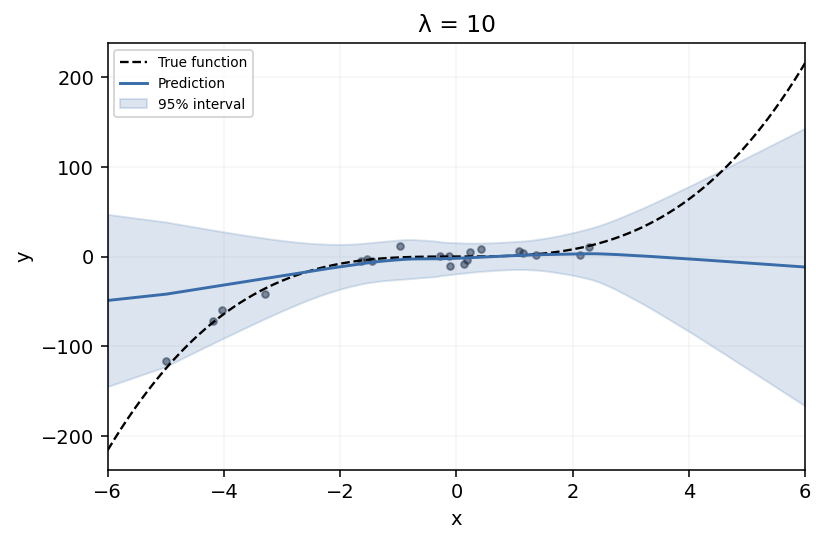 λ = 10
True function
Prediction
95% interval
200
100
0
−100
−200
y
−6
−4
−2
0
2
4
6
x